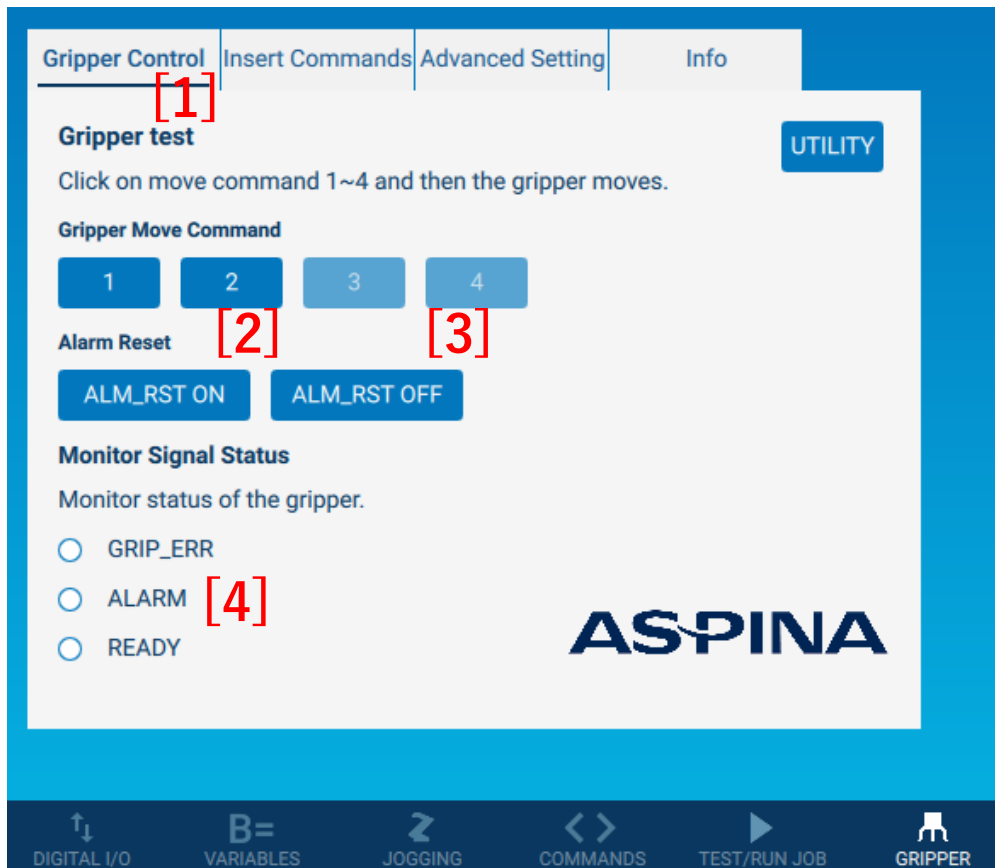 Gripper Control Insert Commands Advanced Setting Info
[1]
Gripper test
UTILITY
Click on move command 1~4 and then the gripper moves.
Gripper Move Command
1 2 3 4
[2] [3]
Alarm Reset
ALM_RST ON ALM_RST OFF
Monitor Signal Status
Monitor status of the gripper.
GRIP_ERR
ALARM [4]
READY
ASPINA
DIGITAL I/O B= VARIABLES JOGGING COMMANDS TEST/RUN JOB GRIPPER